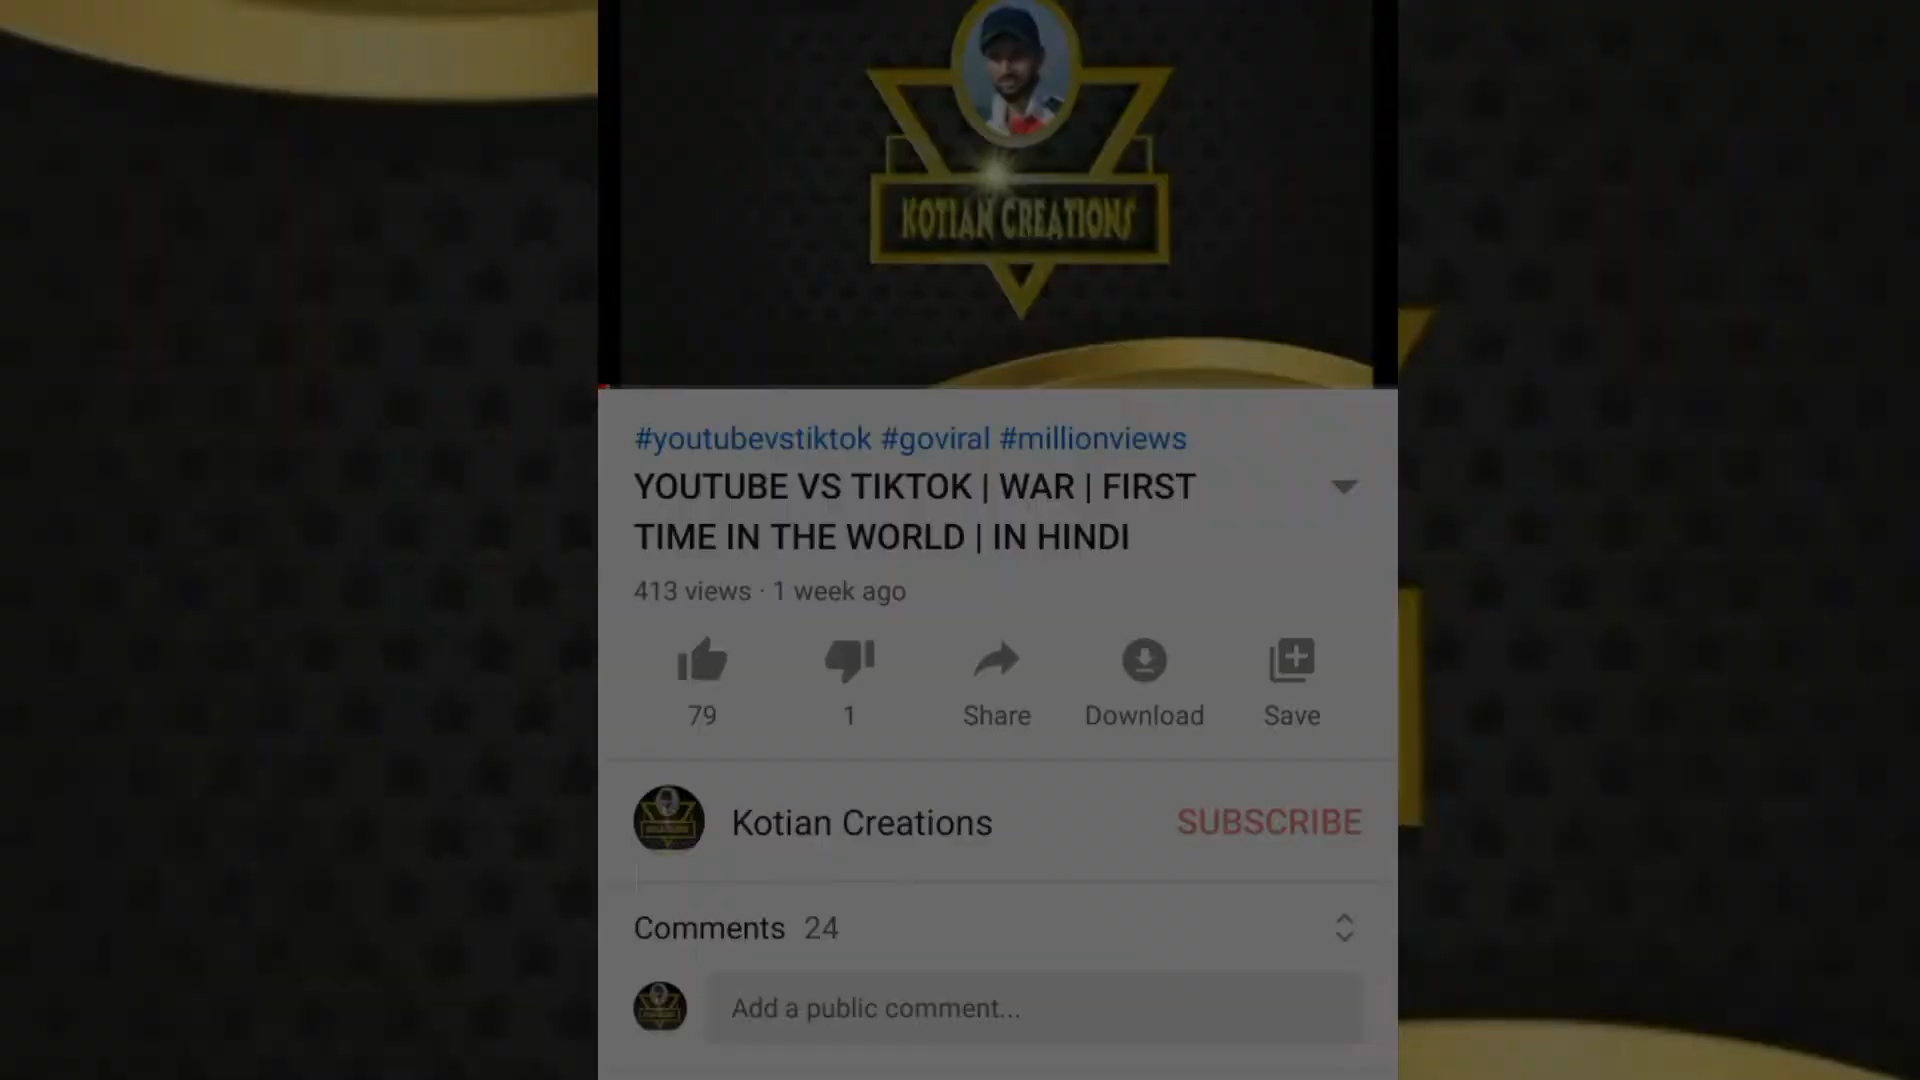 KOTIAN CREATIONS
#youtubevstiktok #goviral #millionviews
YOUTUBE VS TIKTOK | WAR | FIRST
TIME IN THE WORLD | IN HINDI
413 views · 1 week ago
79
1
Share
Download
Save
Kotian Creations
SUBSCRIBE
Comments 24
Add a public comment...